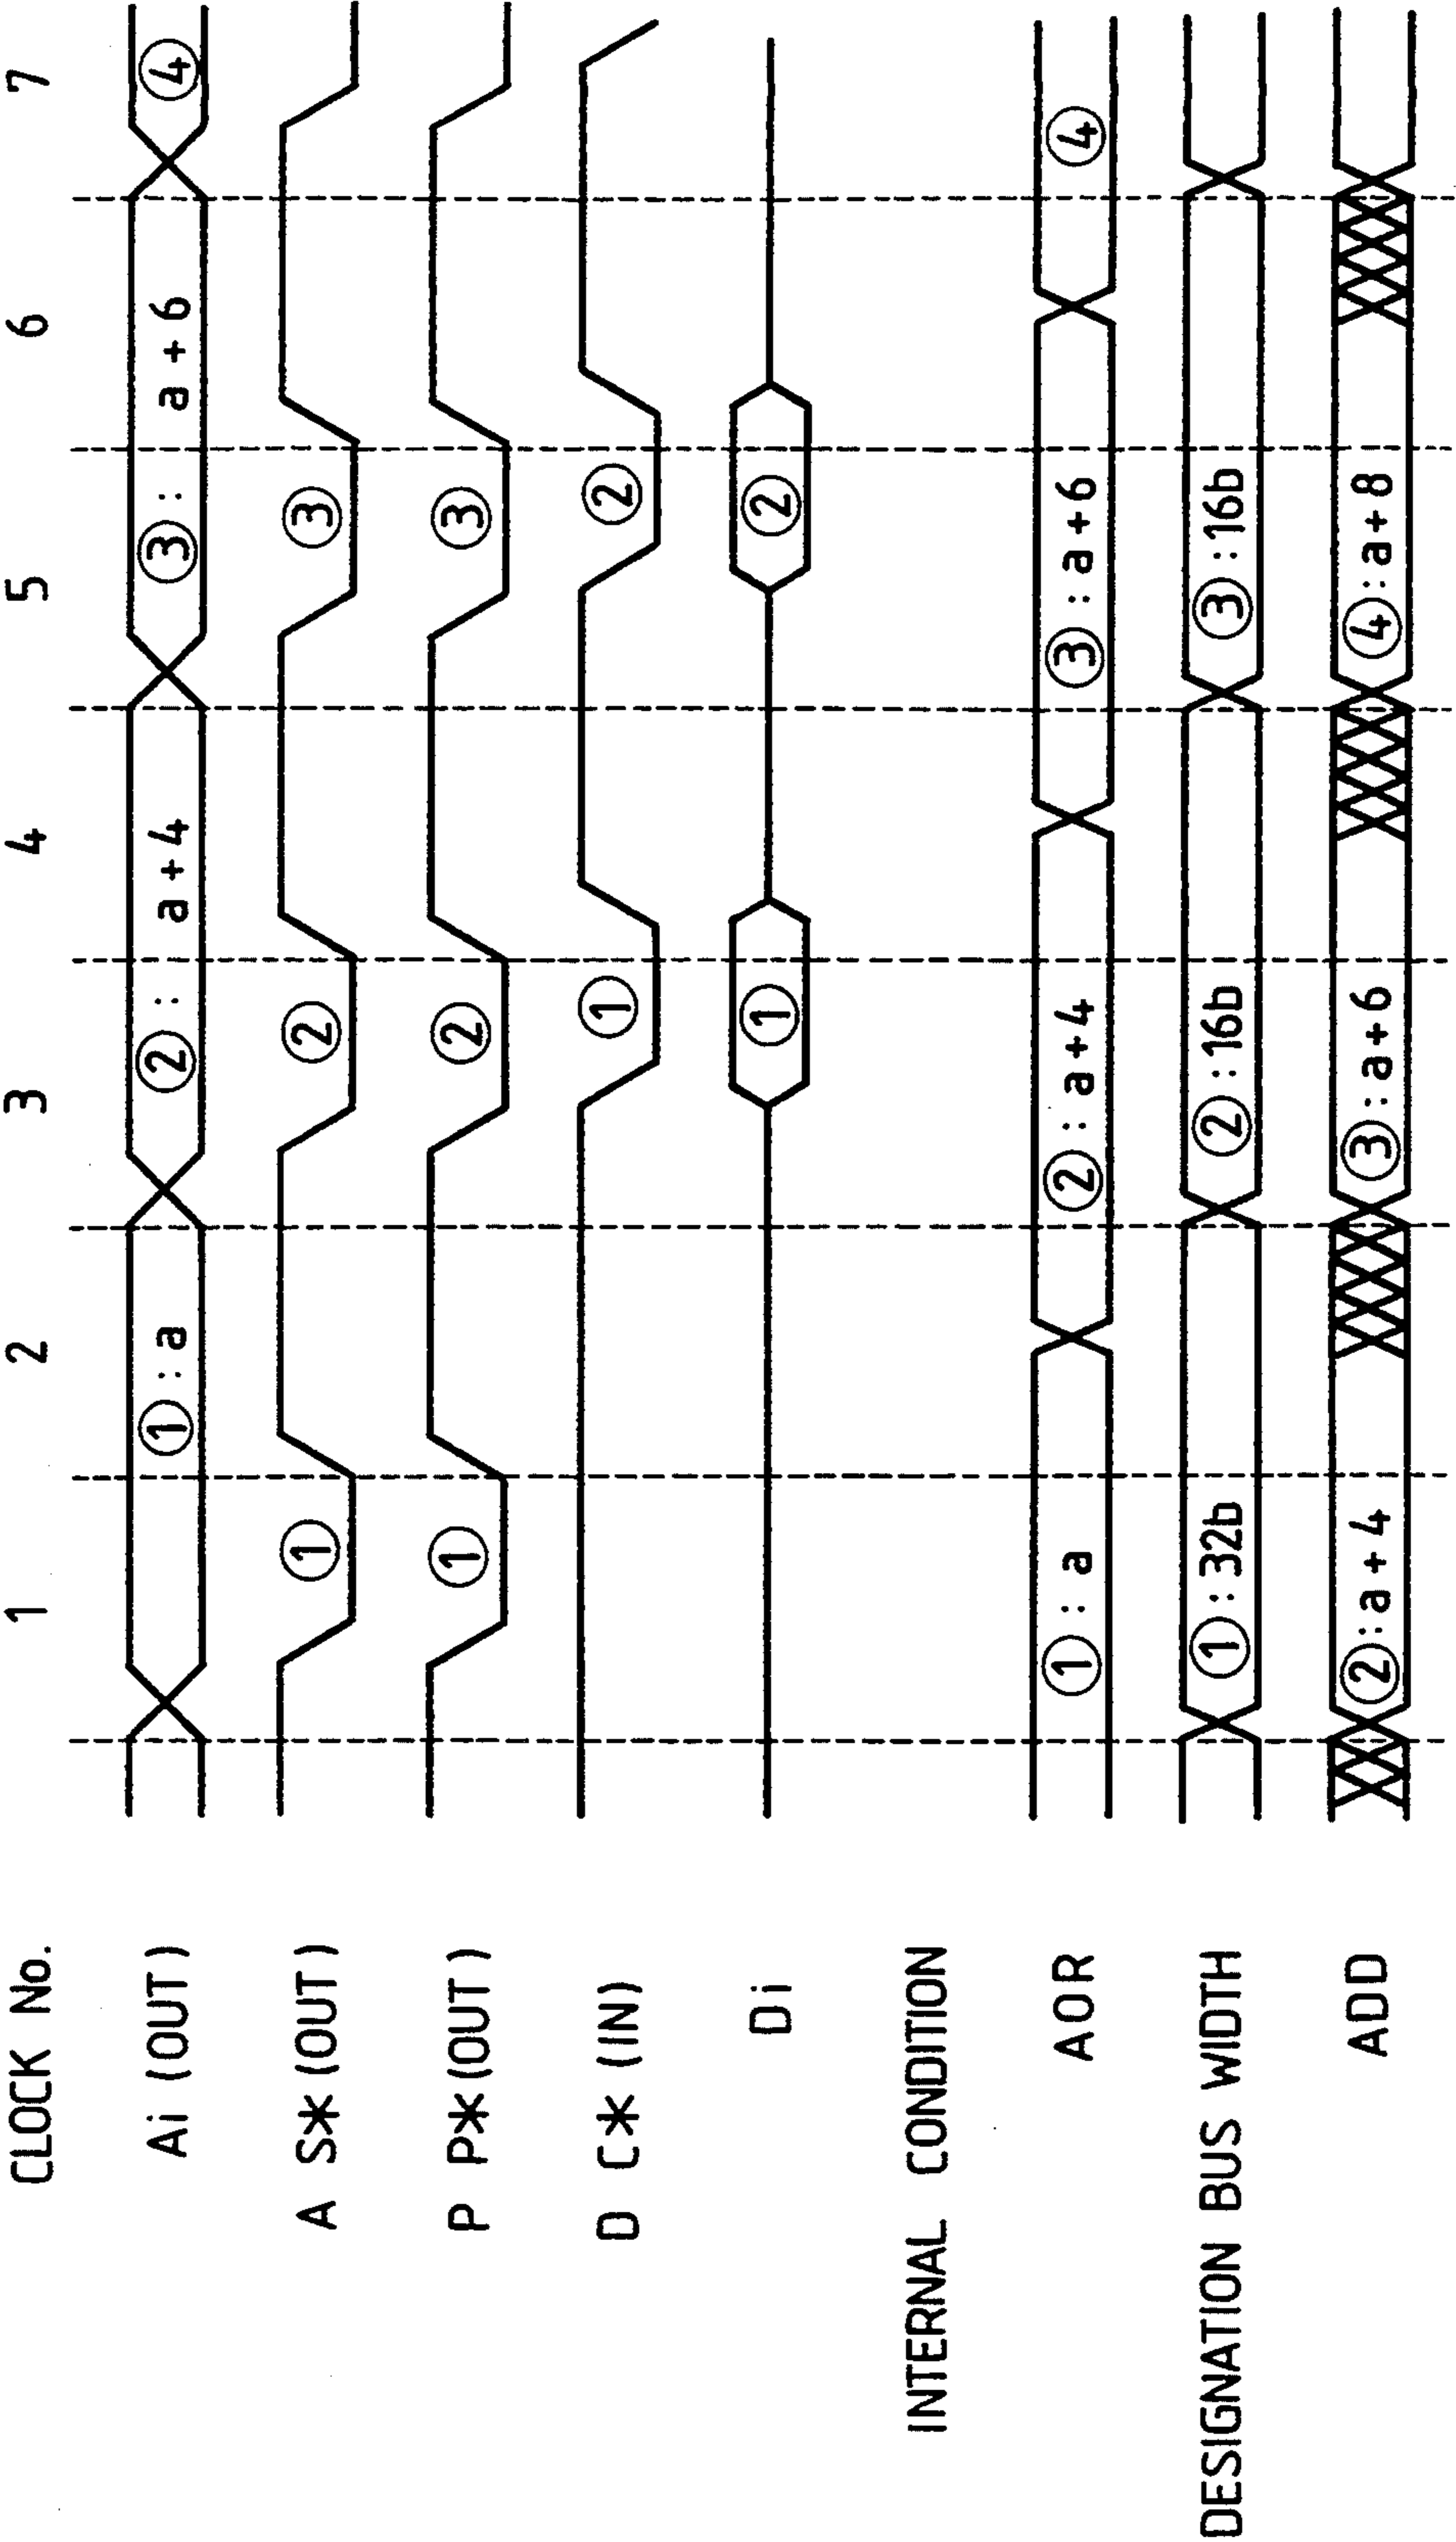 CLOCK No. 1 2 3 4 5 6 7
Ai (OUT) ① : a ② : a + 4 ③ : a + 6 ④
A S* (OUT) ① ② ③
P P* (OUT) ① ② ③
D C* (IN) ① ②
Di ① ②
INTERNAL CONDITION
AOR ① : a ② : a + 4 ③ : a + 6 ④
DESIGNATION BUS WIDTH ① : 32b ② : 16b ③ : 16b
ADD ② : a + 4 ③ : a + 6 ④ : a + 8